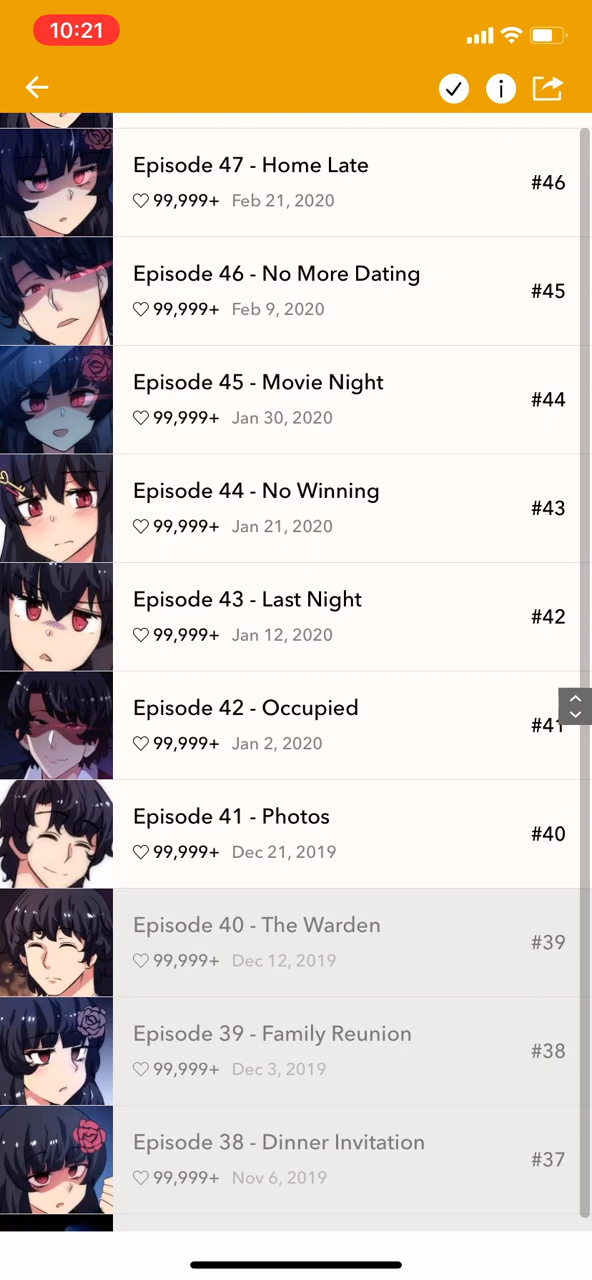 10:21
Episode 47 - Home Late
99,999+ Feb 21, 2020
#46
Episode 46 - No More Dating
99,999+ Feb 9, 2020
#45
Episode 45 - Movie Night
99,999+ Jan 30, 2020
#44
Episode 44 - No Winning
99,999+ Jan 21, 2020
#43
Episode 43 - Last Night
99,999+ Jan 12, 2020
#42
Episode 42 - Occupied
99,999+ Jan 2, 2020
#41
Episode 41 - Photos
99,999+ Dec 21, 2019
#40
Episode 40 - The Warden
99,999+ Dec 12, 2019
#39
Episode 39 - Family Reunion
99,999+ Dec 3, 2019
#38
Episode 38 - Dinner Invitation
99,999+ Nov 6, 2019
#37